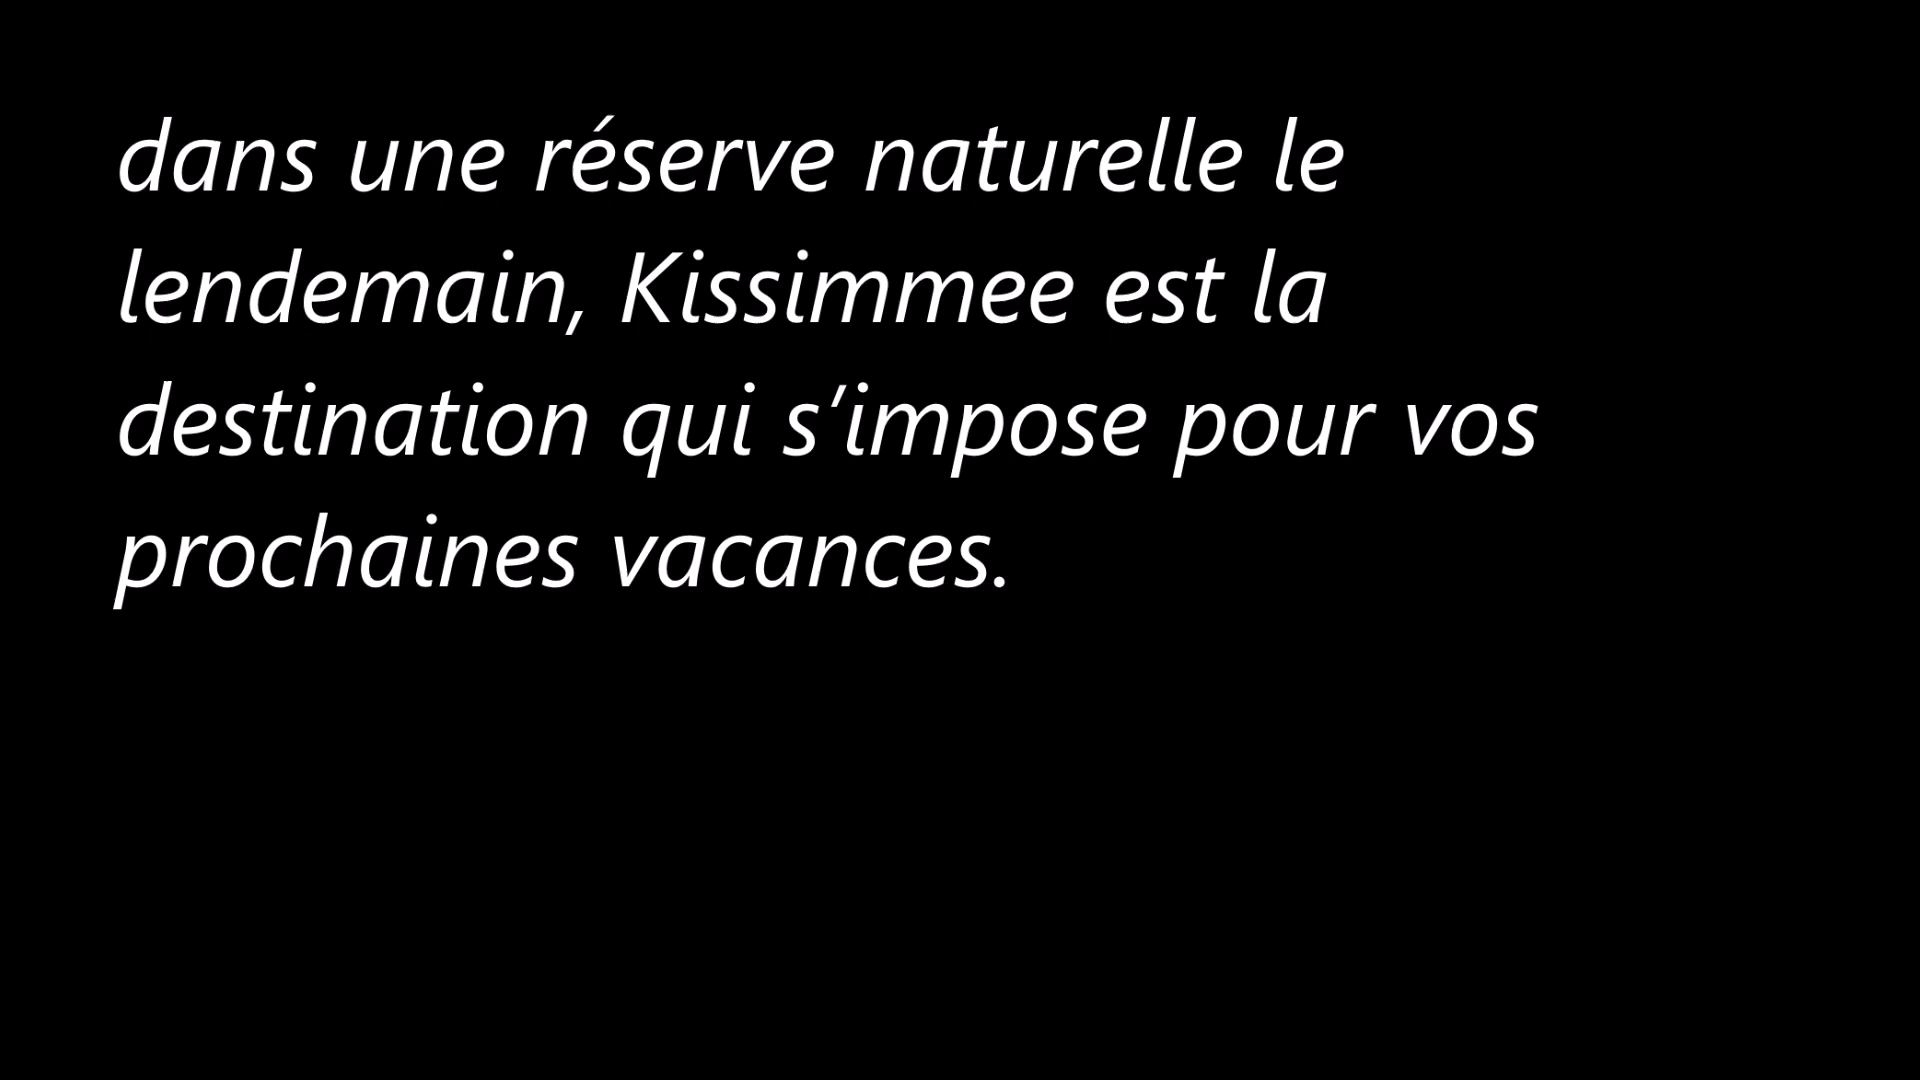 dans une réserve naturelle le
lendemain, Kissimmee est la
destination qui s’impose pour vos
prochaines vacances.